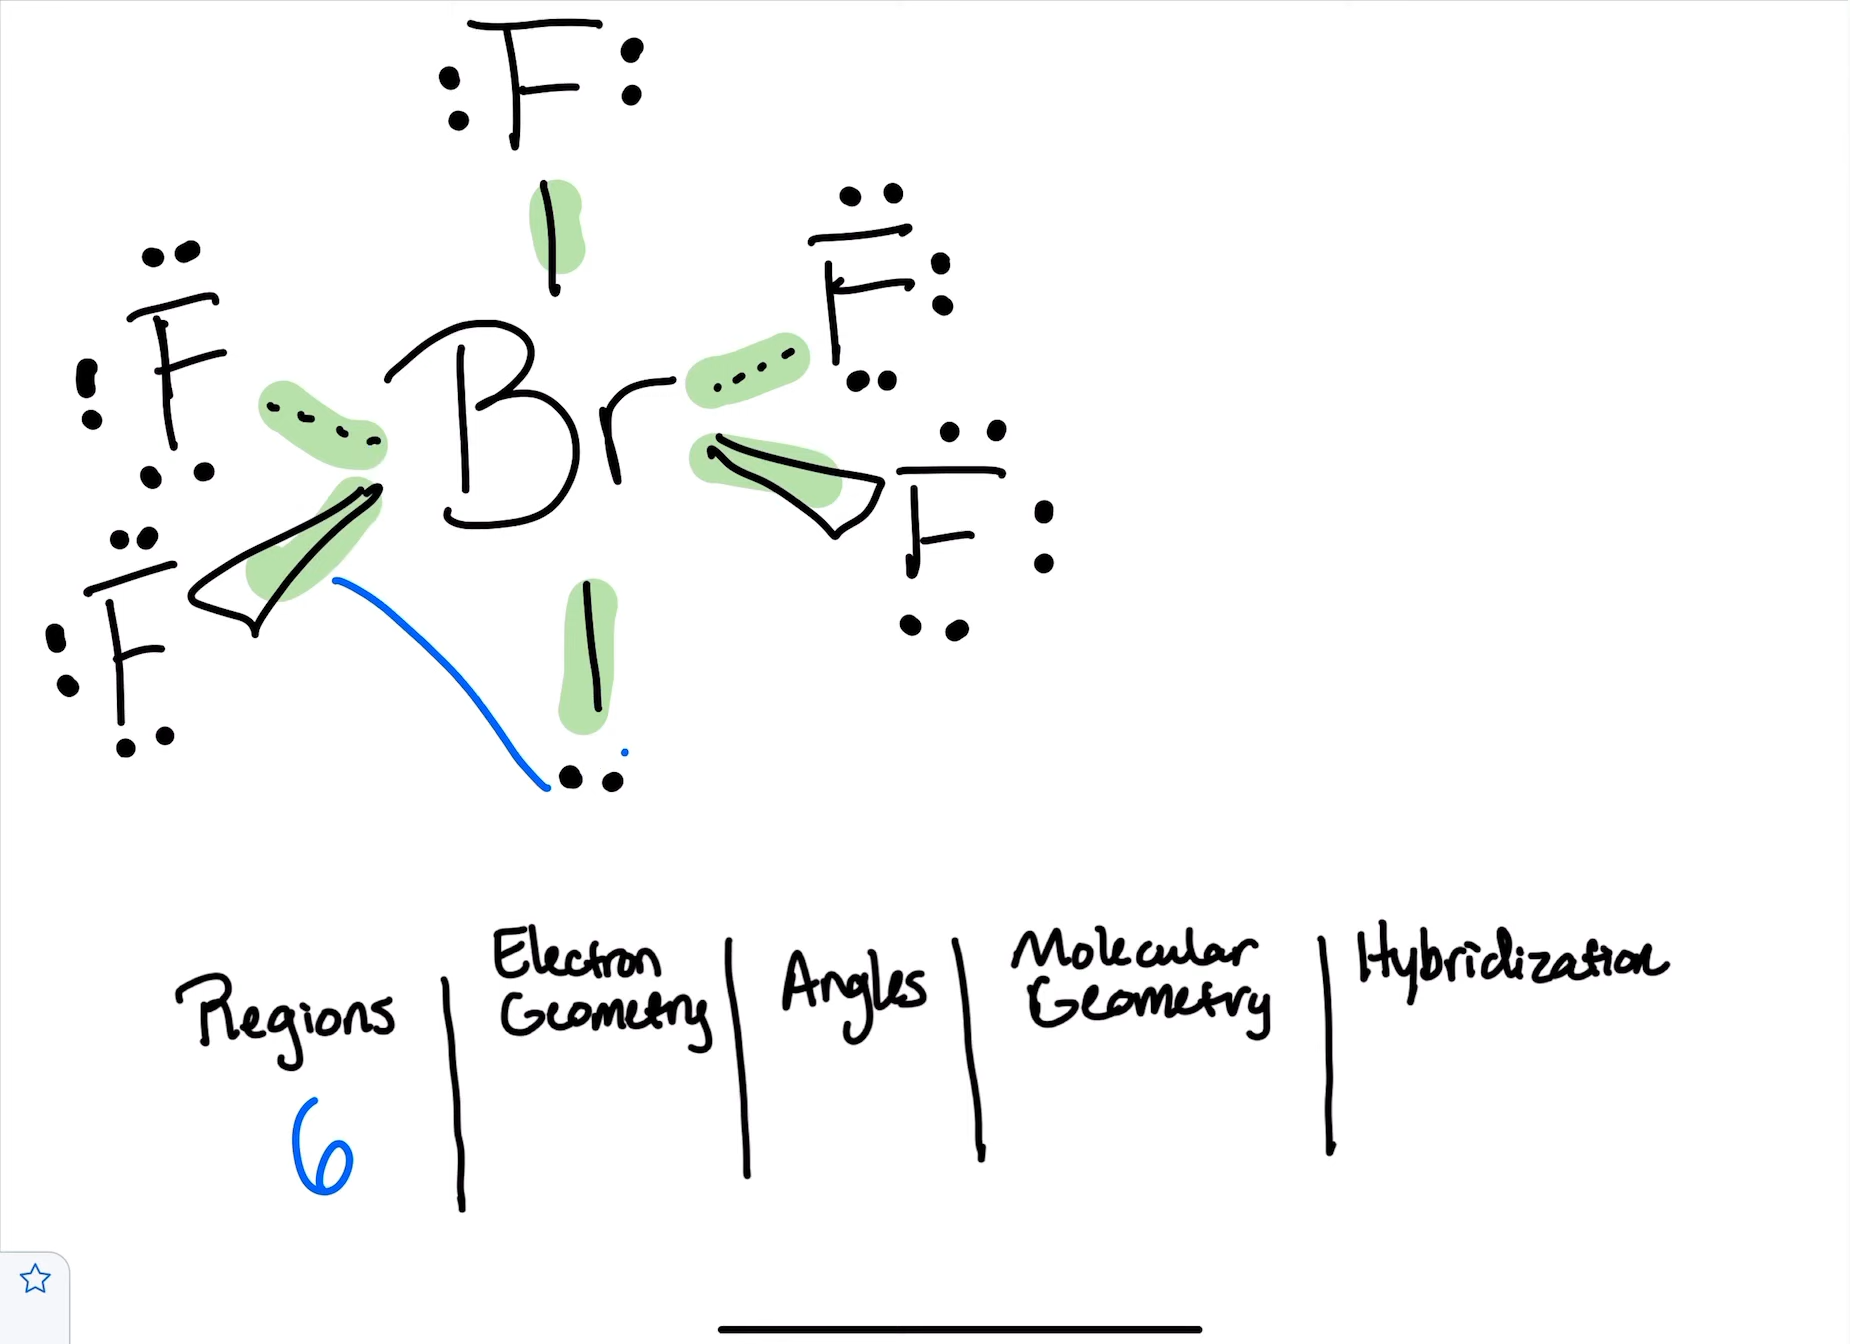 F
F
F
Br
F
F
Regions | Electron Geometry | Angles | Molecular Geometry | Hybridization
6